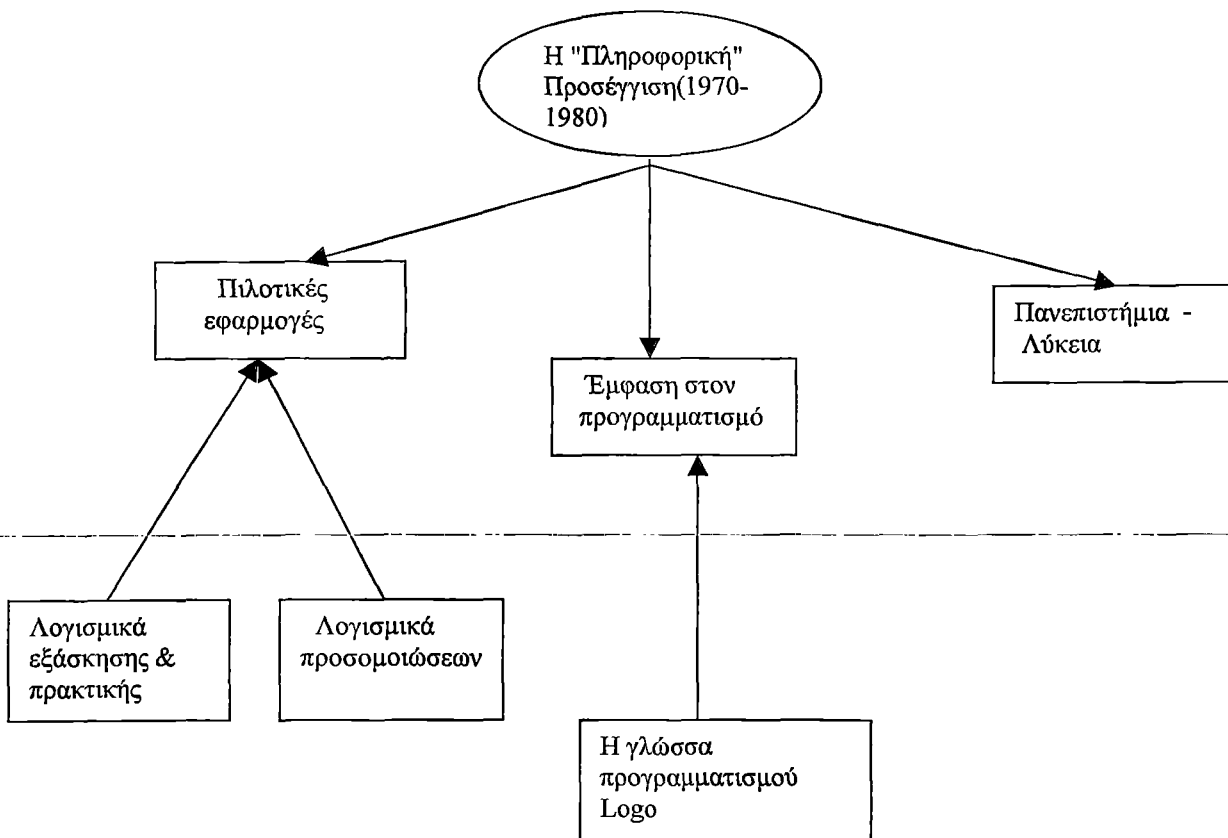 Η "Πληροφορική"
Προσέγγιση(1970-
1980)
Πιλοτικές
εφαρμογές
Πανεπιστήμια -
Λύκεια
Έμφαση στον
προγραμματισμό
Λογισμικά
εξάσκησης &
πρακτικής
Λογισμικά
προσομοιώσεων
Η γλώσσα
προγραμματισμού
Logo